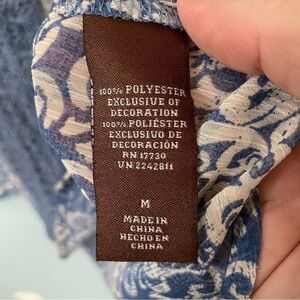 100% POLYESTER
EXCLUSIVE OF
DECORATION
100% POLIÉSTER
EXCLUSIVO DE
DECORACIÓN
RN 17730
UN:2242811
M
MADE IN
CHINA
HECHO EN
CHINA